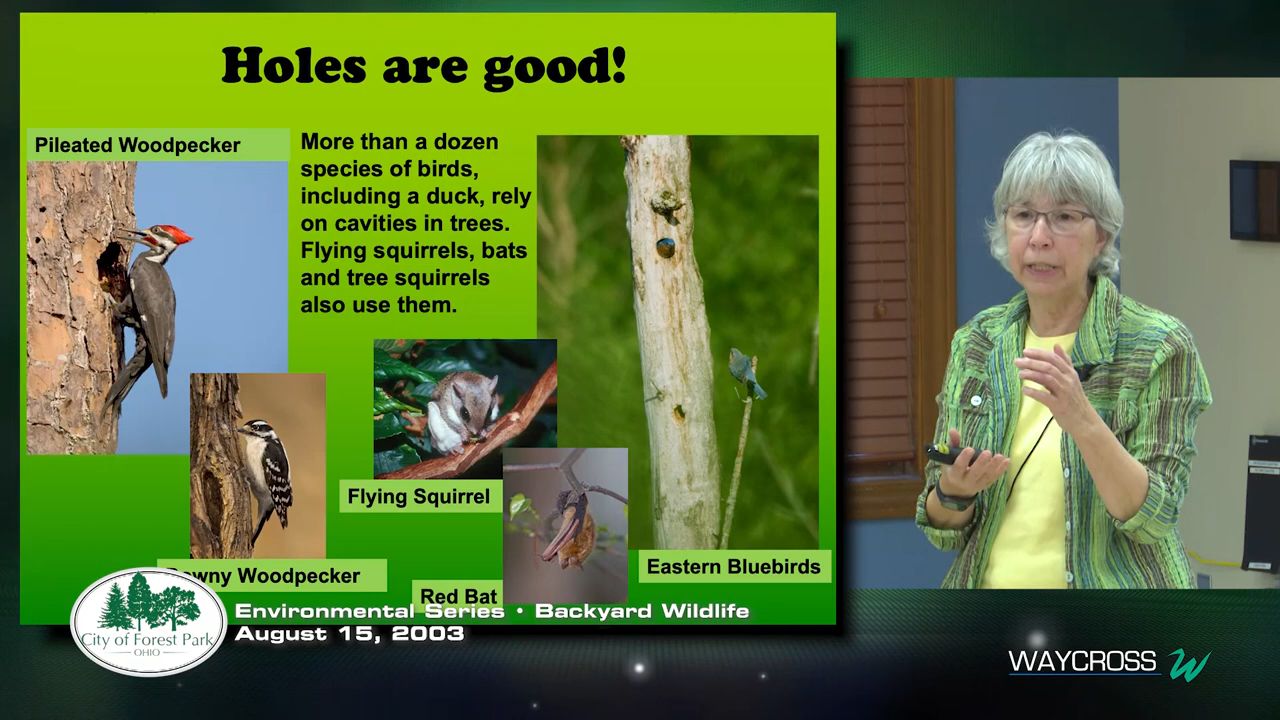 Holes are good!
Pileated Woodpecker
More than a dozen
species of birds,
including a duck, rely
on cavities in trees.
Flying squirrels, bats
and tree squirrels
also use them.
Flying Squirrel
Eastern Bluebirds
Downy Woodpecker
Red Bat
City of Forest Park
OHIO
Environmental Series • Backyard Wildlife
August 15, 2003
WAYCROSS W